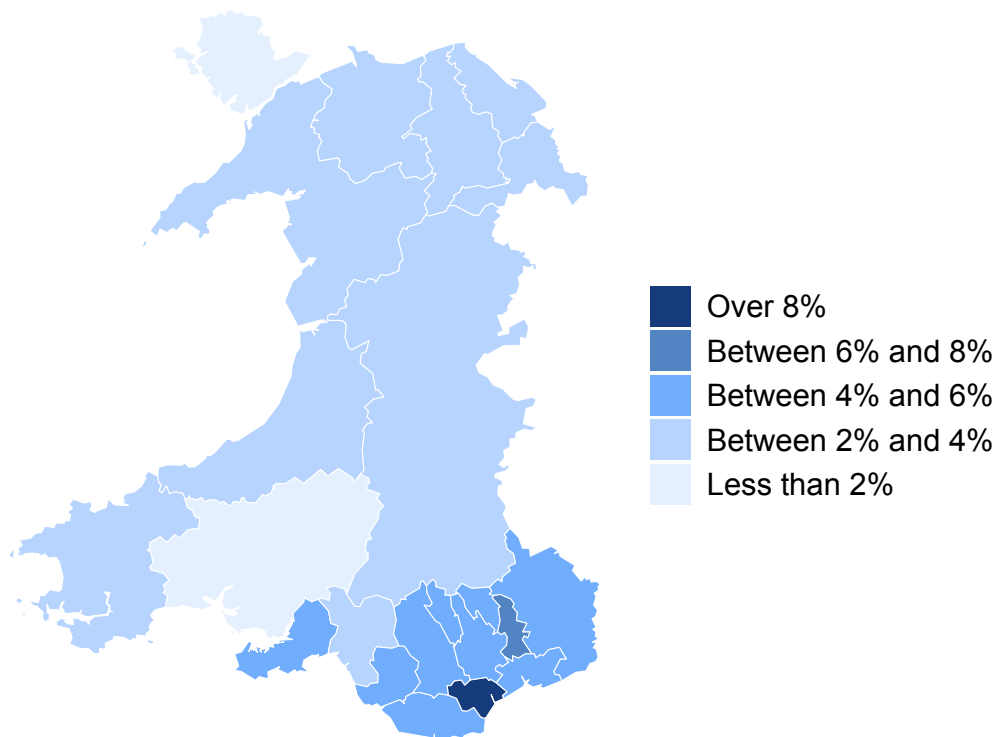 Over 8%
Between 6% and 8%
Between 4% and 6%
Between 2% and 4%
Less than 2%